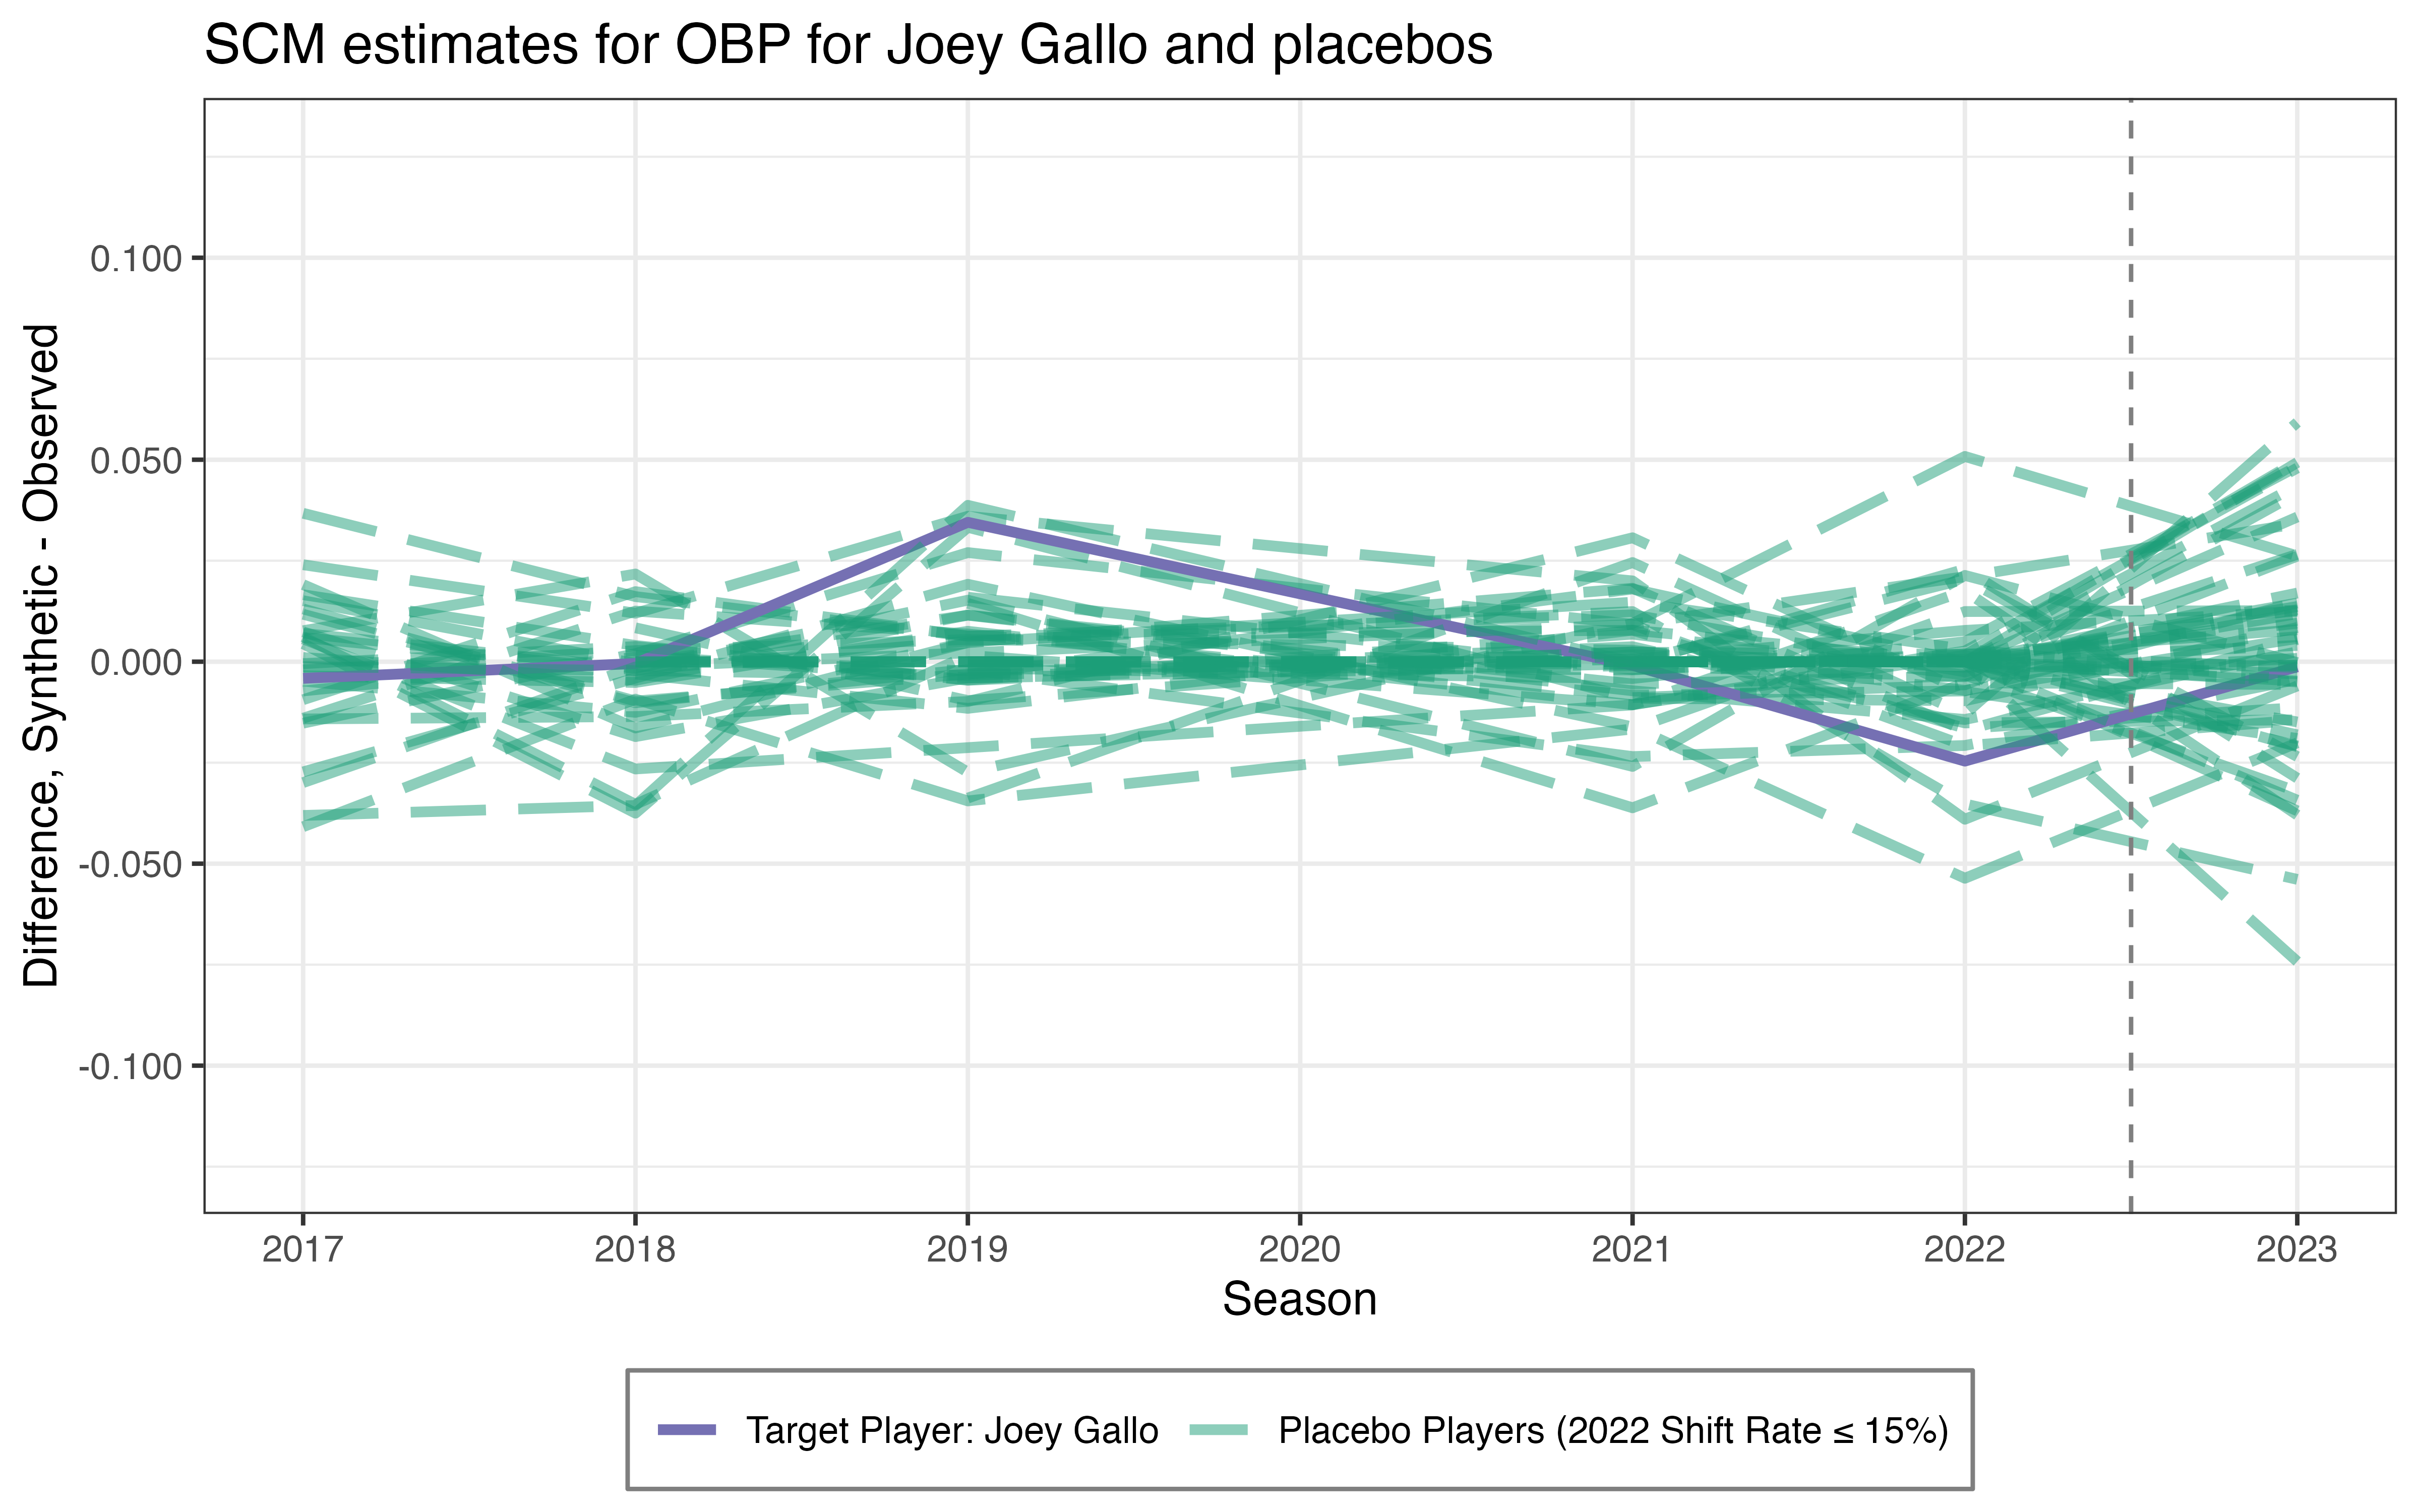 SCM estimates for OBP for Joey Gallo and placebos
Difference, Synthetic - Observed
0.100
0.050
0.000
-0.050
-0.100
2017 2018 2019 2020 2021 2022 2023
Season
Target Player: Joey Gallo Placebo Players (2022 Shift Rate ≤ 15%)